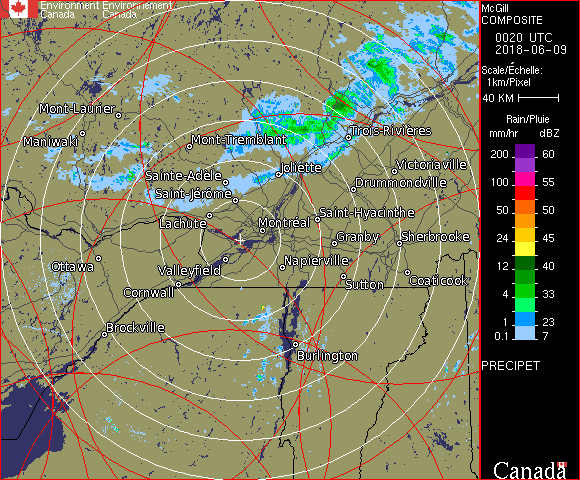 Environment Environnement
Canada Canada
McGill
COMPOSITE
0020 UTC
2018-06-09
Scale/Échelle:
1km/Pixel
40 KM
Rain/Pluie
mm/hr dBZ
200 60
100 55
50 50
24 45
12 40
4 33
1 23
0.1 7
PRECIPET
Canada
Mont-Laurier
Maniwaki
Mont-Tremblant
Trois-Rivières
Joliette
Victoriaville
Sainte-Adèle
Drummondville
Saint-Jérôme
Saint-Hyacinthe
Lachute
Montréal
Granby
Sherbrooke
Ottawa
Valleyfield
Napierville
Sutton
Coaticook
Cornwall
Brockville
Burlington